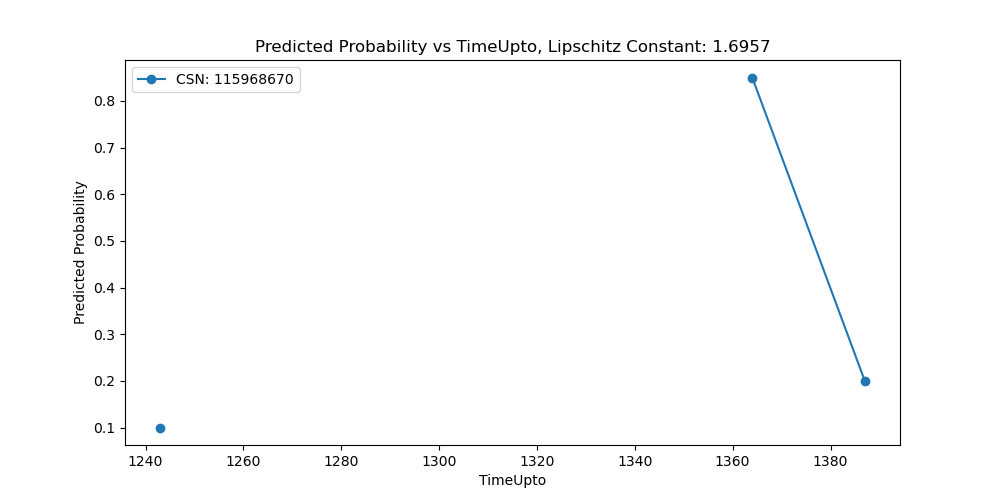 Predicted Probability vs TimeUpto, Lipschitz Constant: 1.6957
CSN: 115968670
Predicted Probability
0.8
0.7
0.6
0.5
0.4
0.3
0.2
0.1
1240 1260 1280 1300 1320 1340 1360 1380
TimeUpto